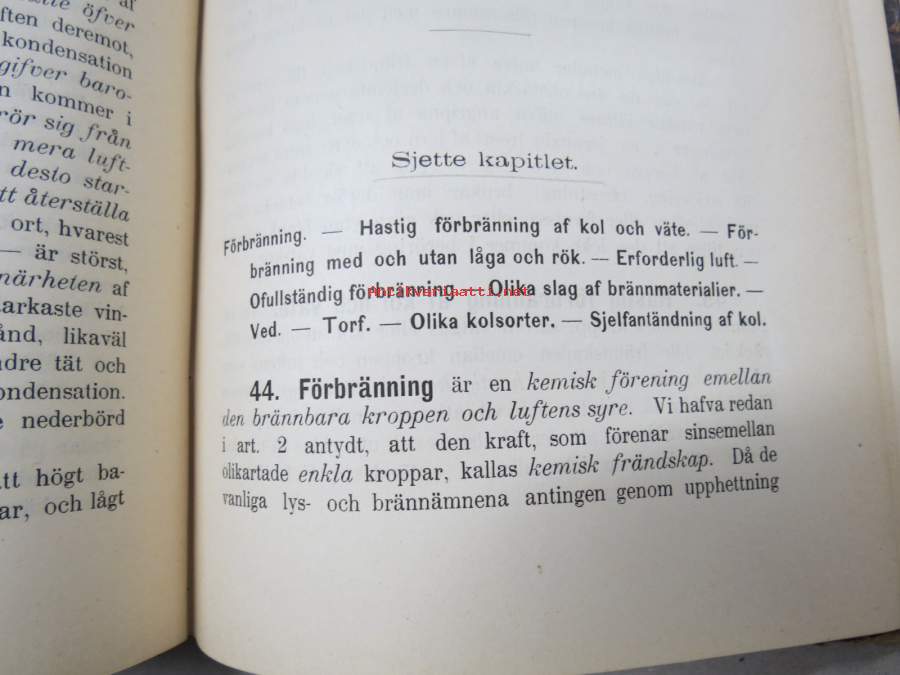 öfver
ften deremot,
kondensation
gifver baro-
n kommer i
rör sig från
mera luft-
desto star-
tt återställa
ort, hvarest
— är störst,
närheten af
arkaste vin-
ånd, likaväl
ndre tät och
ondensation.
nederbörd
tt högt ba-
ar, och lågt
Sjette kapitlet.
Förbränning. — Hastig förbränning af kol och väte. — För-
bränning med och utan låga och rök. — Erforderlig luft. —
Ofullständig förbränning. — Olika slag af brännmaterialier. —
Ved. — Torf. — Olika kolsorter. — Sjelfantändning af kol.
44. Förbränning är en kemisk förening emellan
den brännbara kroppen och luftens syre. Vi hafva redan
i art. 2 antydt, att den kraft, som förenar sinsemellan
olikartade enkla kroppar, kallas kemisk frändskap. Då de
vanliga lys- och brännämnena antingen genom upphettning